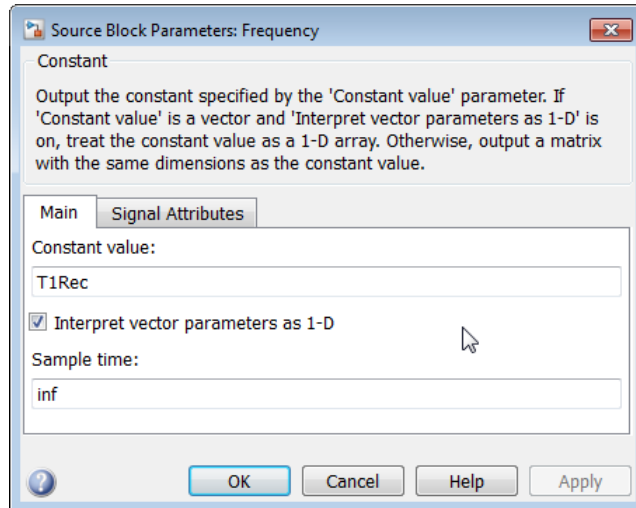 Source Block Parameters: Frequency
Constant
Output the constant specified by the 'Constant value' parameter. If
'Constant value' is a vector and 'Interpret vector parameters as 1-D' is
on, treat the constant value as a 1-D array. Otherwise, output a matrix
with the same dimensions as the constant value.
Main Signal Attributes
Constant value:
T1Rec
Interpret vector parameters as 1-D
Sample time:
inf
? OK Cancel Help Apply